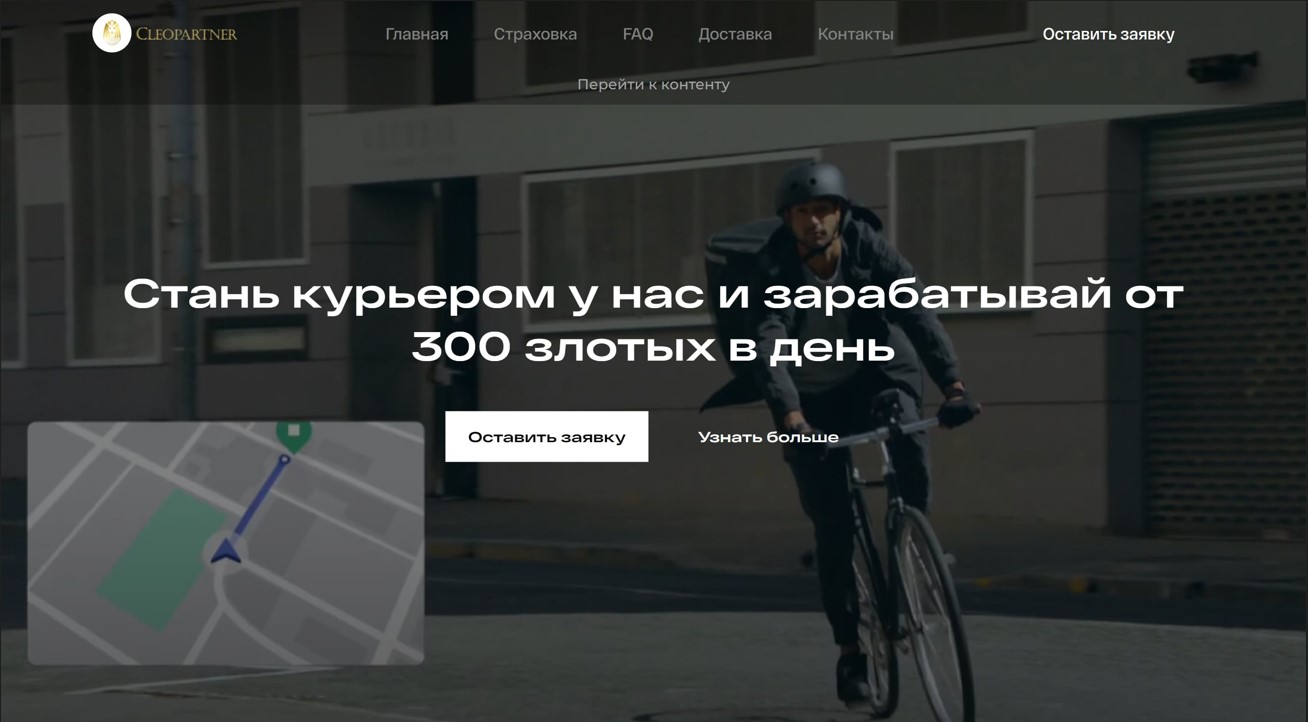 CLEOPARTNER
Главная
Страховка
FAQ
Доставка
Контакты
Оставить заявку
Перейти к контенту
Стань курьером у нас и зарабатывай от
300 злотых в день
Оставить заявку
Узнать больше